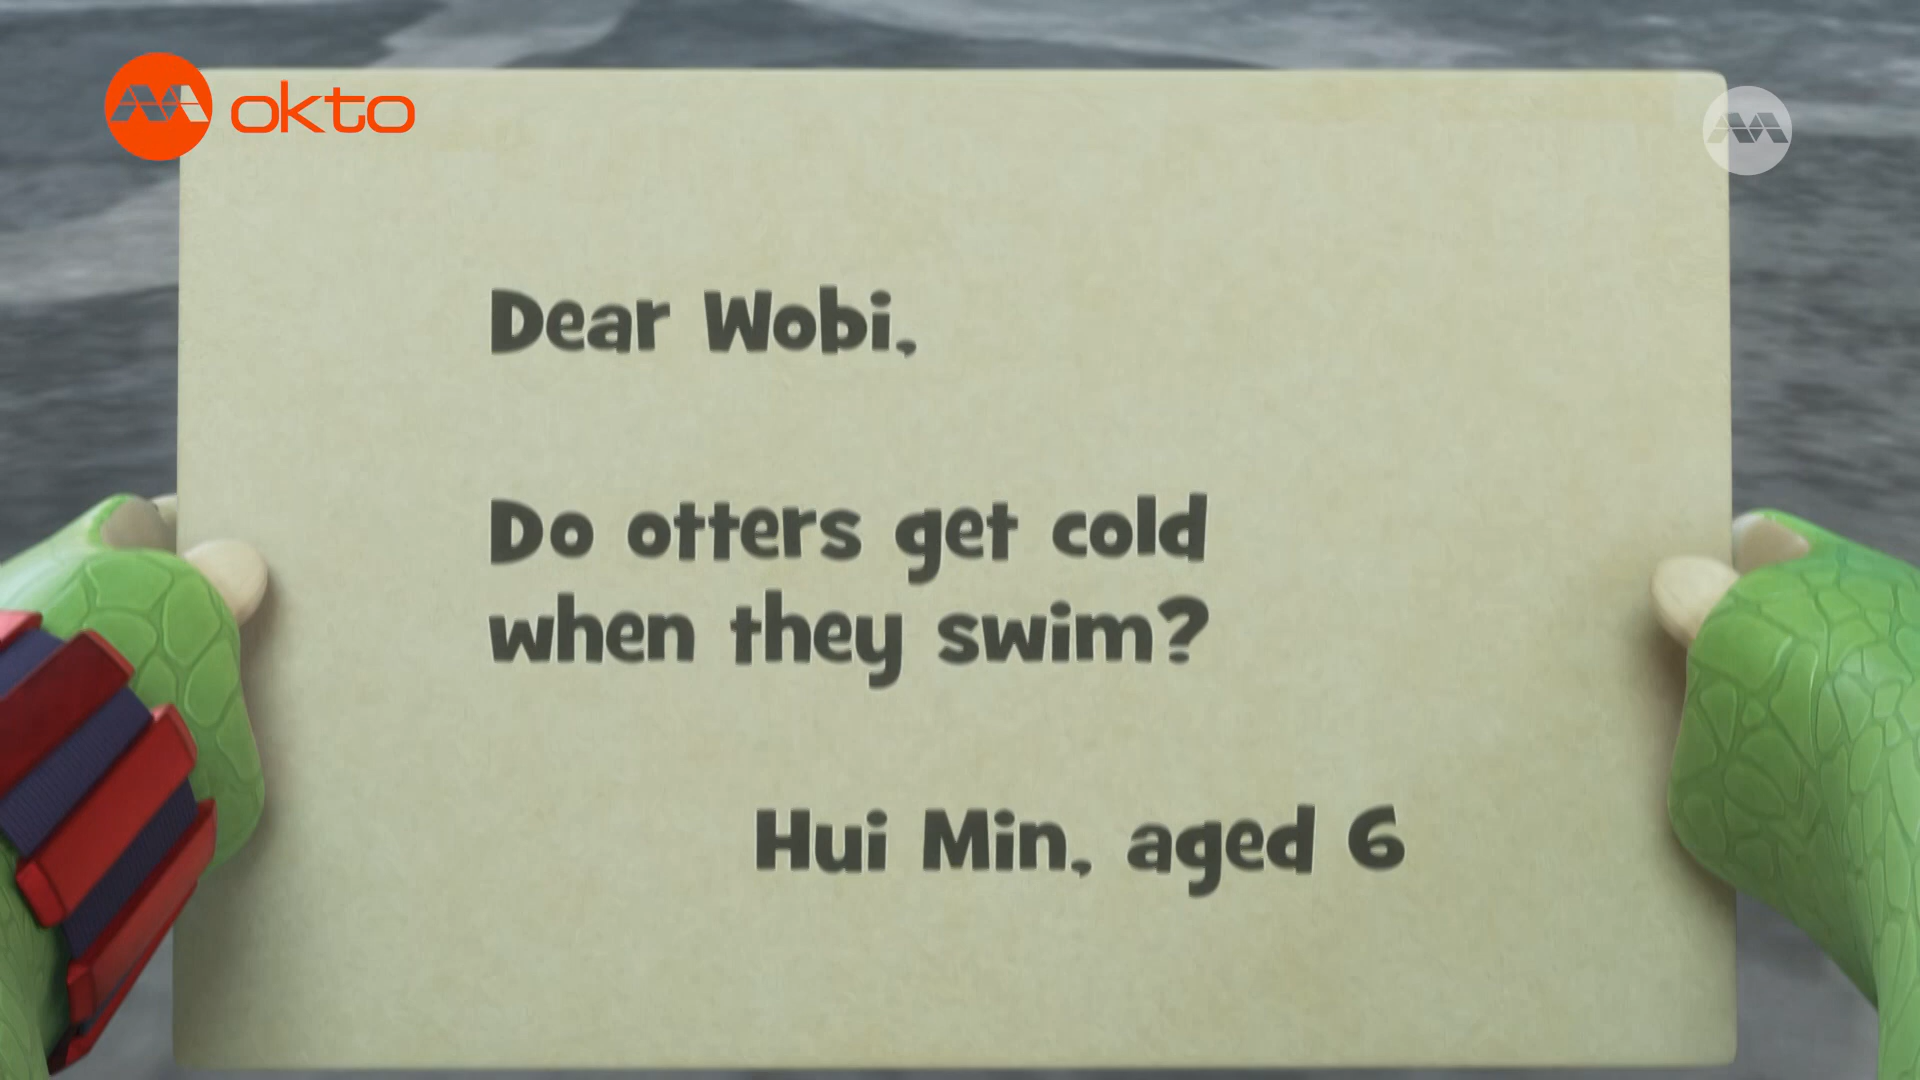 okto
Dear Wobi,
Do otters get cold
when they swim?
Hui Min, aged 6